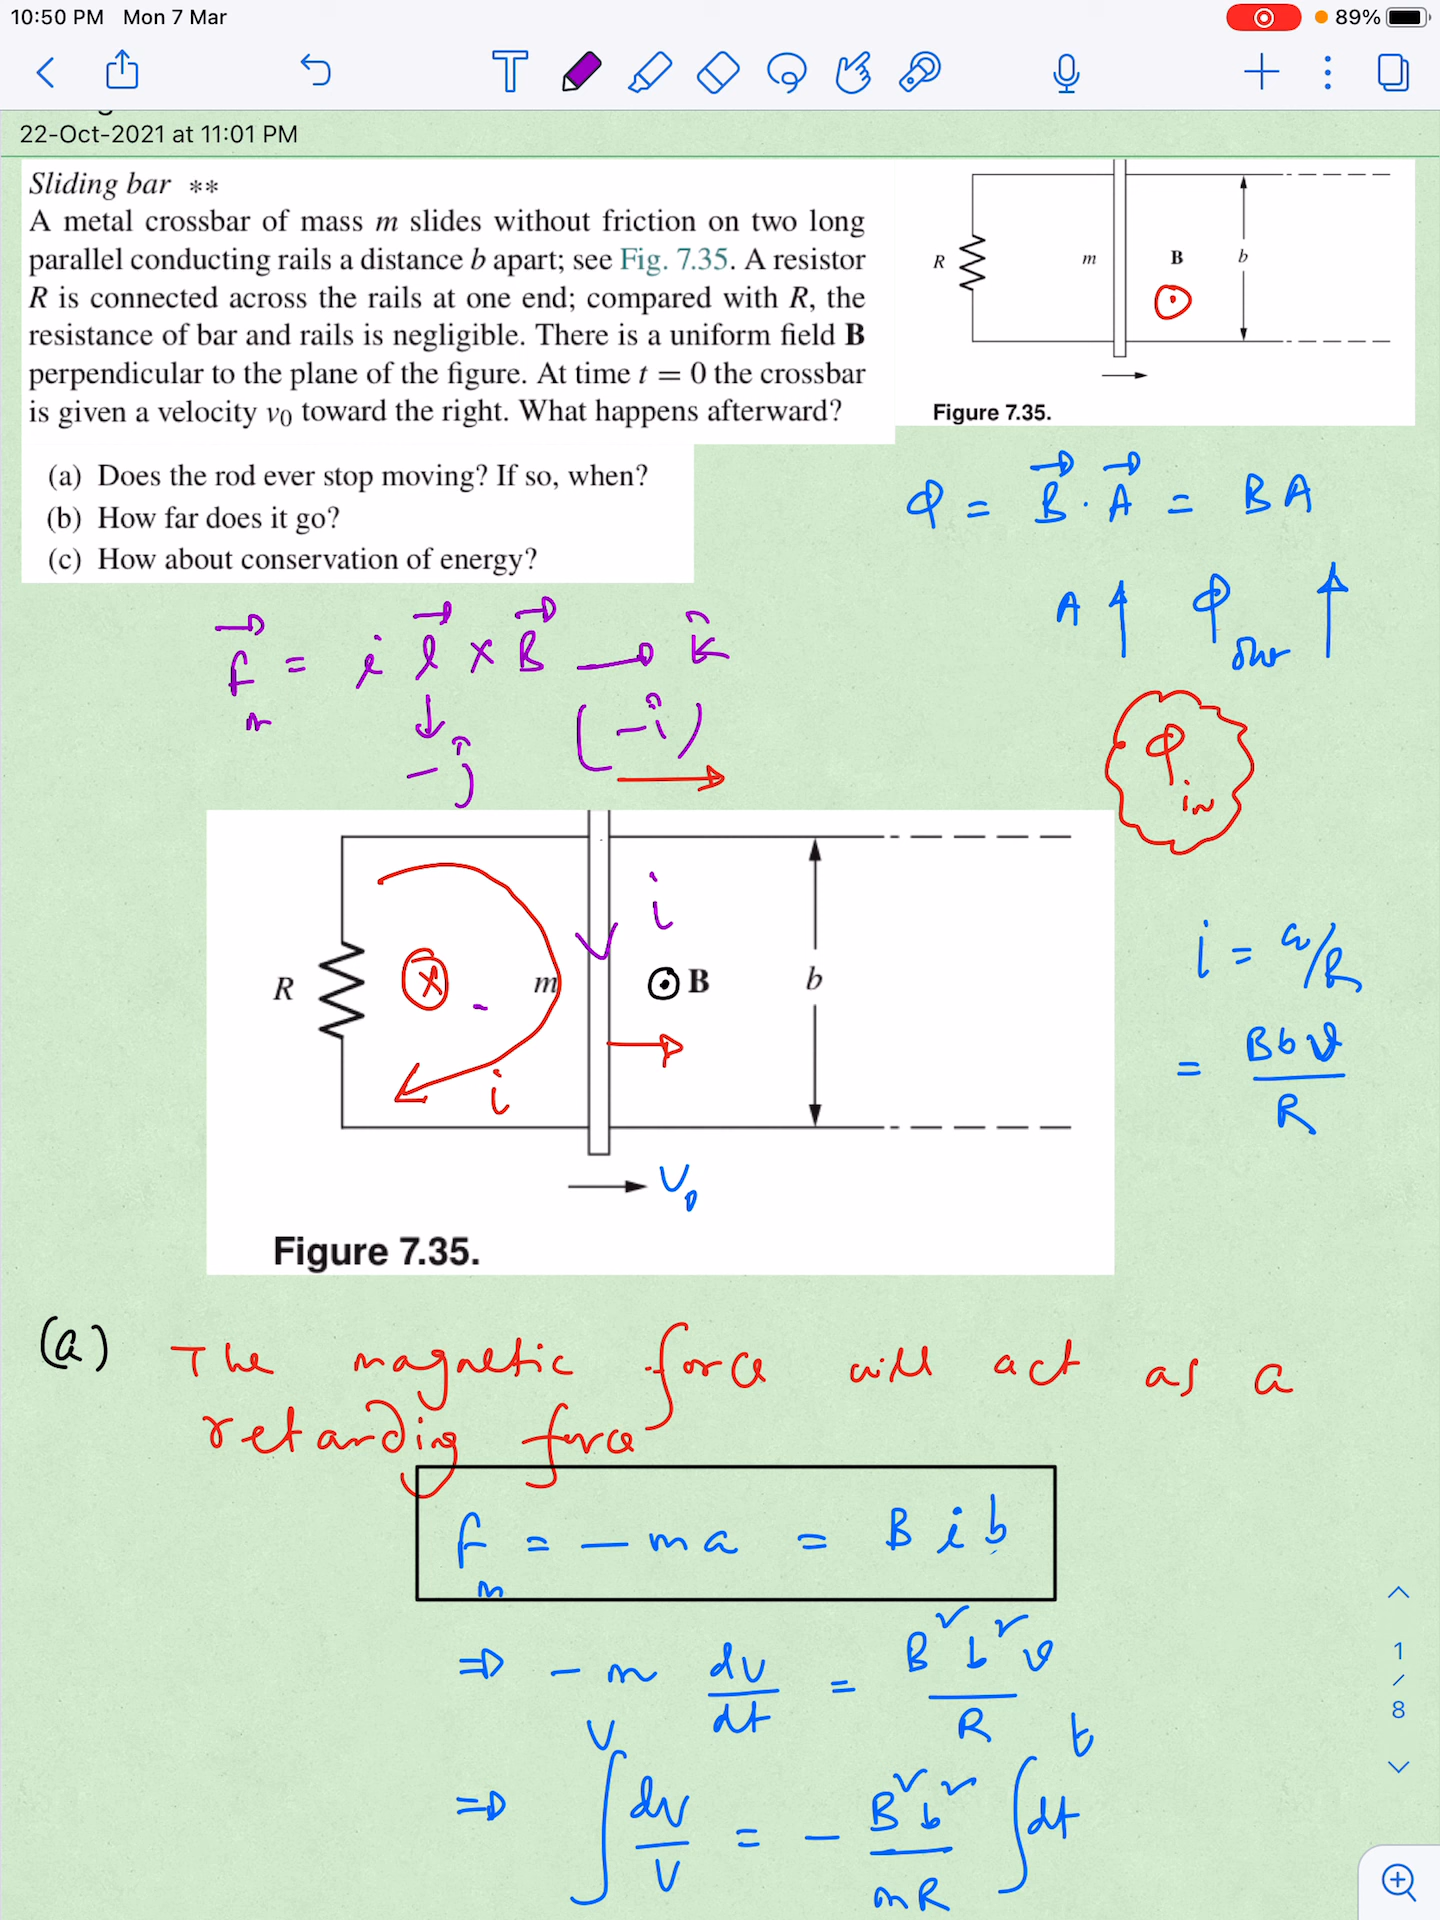 10:50 PM Mon 7 Mar
89%
22-Oct-2021 at 11:01 PM
Sliding bar **
A metal crossbar of mass m slides without friction on two long
parallel conducting rails a distance b apart; see Fig. 7.35. A resistor
R is connected across the rails at one end; compared with R, the
resistance of bar and rails is negligible. There is a uniform field B
perpendicular to the plane of the figure. At time t = 0 the crossbar
is given a velocity v₀ toward the right. What happens afterward?
(a) Does the rod ever stop moving? If so, when?
(b) How far does it go?
(c) How about conservation of energy?
R m B b
Figure 7.35.
Φ = B⃗ · A⃗ = BA
A ↑ Φ out ↑
Φ in
f⃗ₘ = i l⃗ × B⃗ → k̂
↓ -ĵ (-î)
R m i B b
i
V₀
Figure 7.35.
i = ε/R
= Bbv/R
(a) The magnetic force will act as a
retarding force
fₘ = - ma = B i b
⇒ - m dv/dt = B²b²v/R
⇒ ∫^v dv/v = - B²b²/mR ∫^t dt
1/8